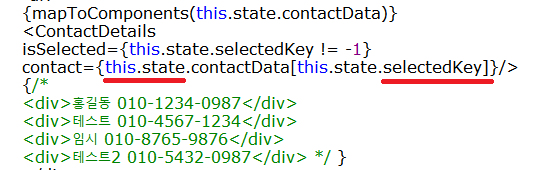 {mapToComponents(this.state.contactData)}
<ContactDetails
isSelected={this.state.selectedKey != -1}
contact={this.state.contactData[this.state.selectedKey]}/>
{/*
<div>홍길동 010-1234-0987</div>
<div>테스트 010-4567-1234</div>
<div>임시 010-8765-9876</div>
<div>테스트2 010-5432-0987</div> */ }